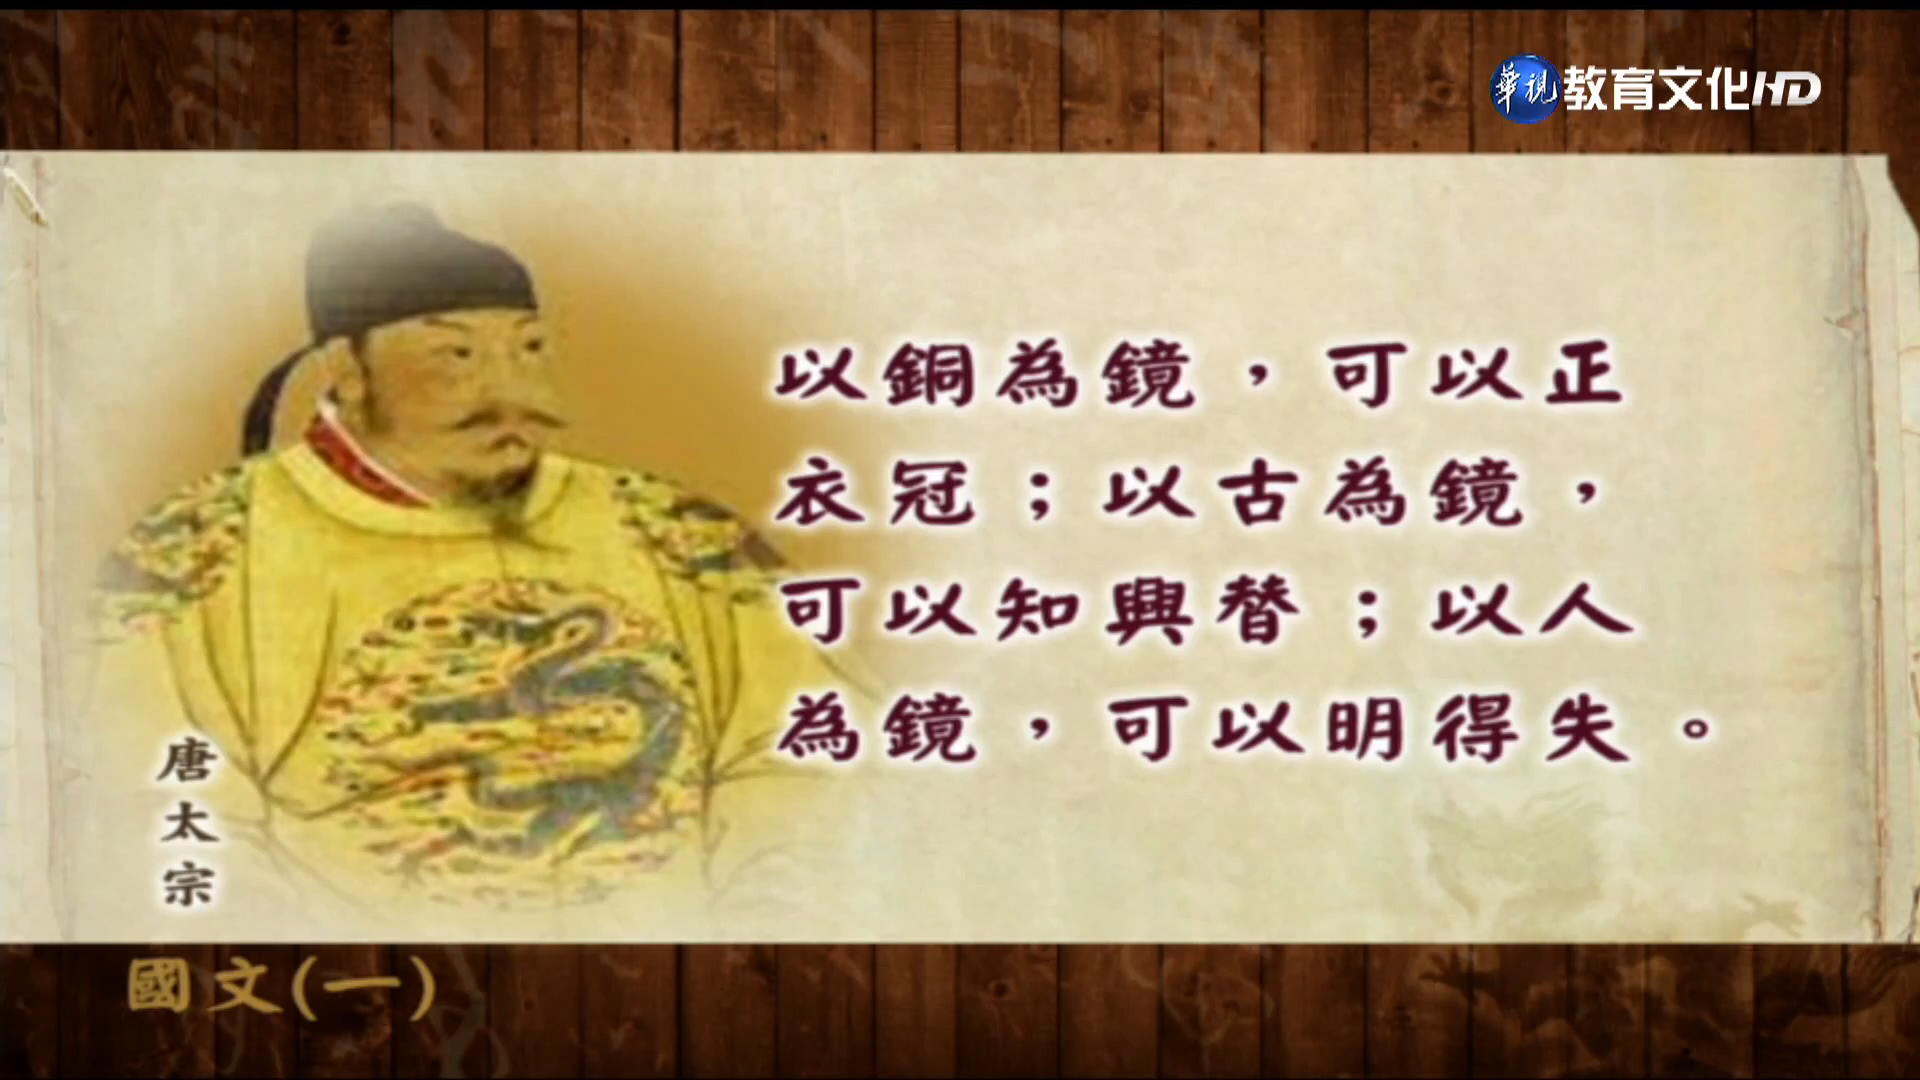 華視教育文化HD
以銅為鏡，可以正
衣冠；以古為鏡，
可以知興替；以人
為鏡，可以明得失。
唐太宗
國文(一)